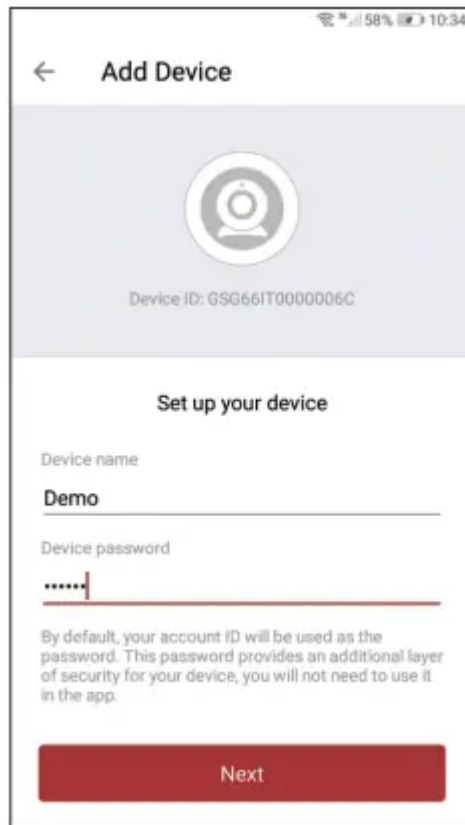 58% 10:34
Add Device
Device ID: GSG66IT0000006C
Set up your device
Device name
Demo
Device password
••••••
By default, your account ID will be used as the
password. This password provides an additional layer
of security for your device, you will not need to use it
in the app.
Next